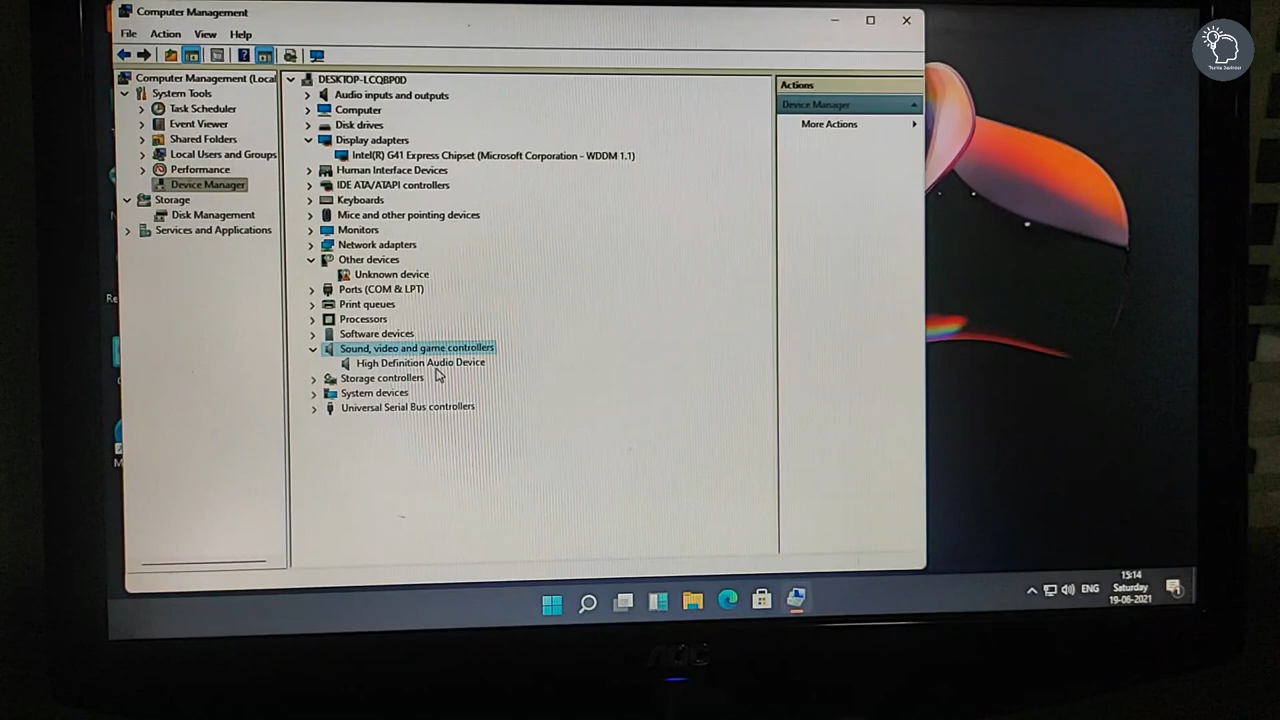 Computer Management
File Action View Help
Computer Management (Local
System Tools
Task Scheduler
Event Viewer
Shared Folders
Local Users and Groups
Performance
Device Manager
Storage
Disk Management
Services and Applications
DESKTOP-LCQBP0D
Audio inputs and outputs
Computer
Disk drives
Display adapters
Intel(R) G41 Express Chipset (Microsoft Corporation - WDDM 1.1)
Human Interface Devices
IDE ATA/ATAPI controllers
Keyboards
Mice and other pointing devices
Monitors
Network adapters
Other devices
Unknown device
Ports (COM & LPT)
Print queues
Processors
Software devices
Sound, video and game controllers
High Definition Audio Device
Storage controllers
System devices
Universal Serial Bus controllers
Actions
Device Manager
More Actions
Re
ENG
15:14
Saturday
19-06-2021
1
AOC